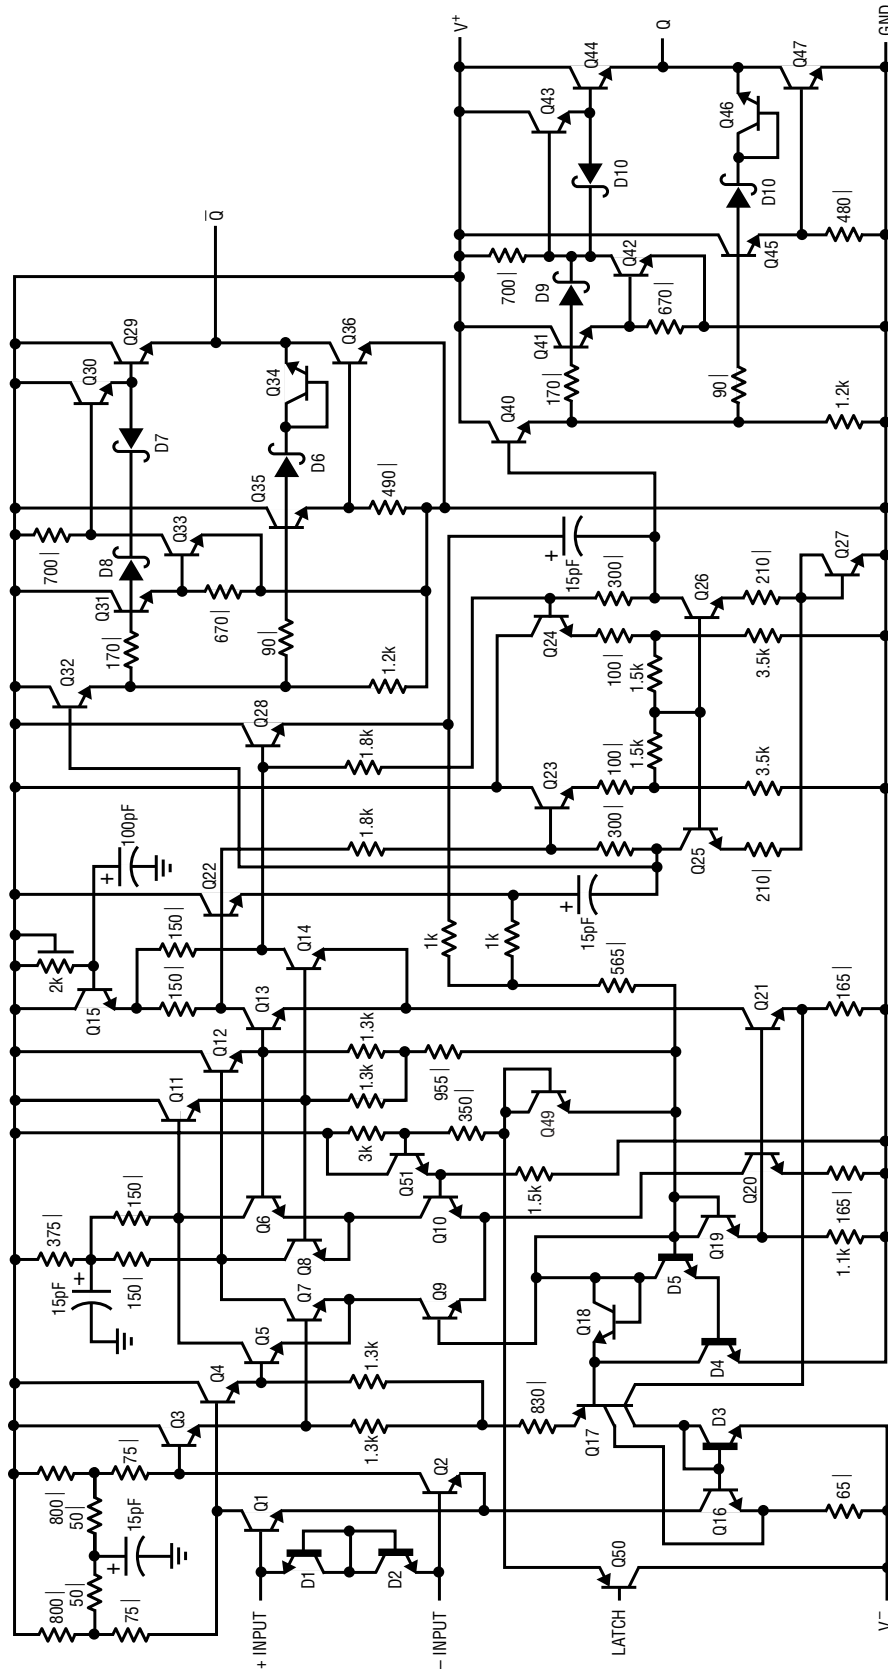 800 |
75 |
50 |
50 |
800 |
75 |
15pF
+
+ INPUT
– INPUT
LATCH
V–
D1
D2
Q1
Q2
Q50
Q16
65 |
D3
Q3
Q4
1.3k
1.3k
830 |
Q17
Q5
Q7
Q8
Q6
15pF
+
375 |
150 |
150 |
Q9
Q10
Q18
D4
D5
Q19
1.1k
165 |
Q20
Q51
3k
350 |
1.5k
Q49
Q11
Q12
1.3k
1.3k
955
Q15
2k
100pF
+
150 |
150 |
Q13
Q14
Q21
165 |
565 |
1k
1k
Q22
15pF
+
1.8k
1.8k
Q28
300 |
Q23
100 |
1.5k
1.5k
100 |
Q24
300 |
15pF
+
Q25
Q26
210 |
210 |
3.5k
3.5k
Q27
Q32
170 |
Q31
D8
700 |
Q33
670 |
90 |
1.2k
Q35
490 |
D7
D6
Q30
Q29
Q34
Q36
Q̅
Q40
170 |
Q41
D9
700 |
Q42
670 |
90 |
1.2k
Q45
480 |
D10
D10
Q43
Q44
Q46
Q47
V+
Q
GND